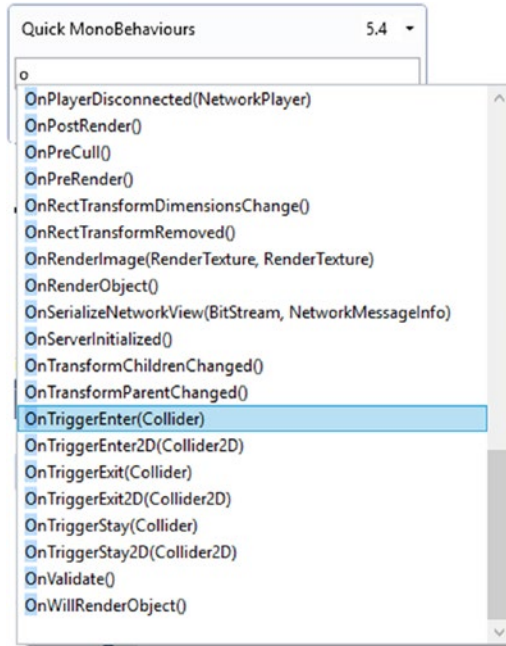 Quick MonoBehaviours 5.4
o
OnPlayerDisconnected(NetworkPlayer)
OnPostRender()
OnPreCull()
OnPreRender()
OnRectTransformDimensionsChange()
OnRectTransformRemoved()
OnRenderImage(RenderTexture, RenderTexture)
OnRenderObject()
OnSerializeNetworkView(BitStream, NetworkMessageInfo)
OnServerInitialized()
OnTransformChildrenChanged()
OnTransformParentChanged()
OnTriggerEnter(Collider)
OnTriggerEnter2D(Collider2D)
OnTriggerExit(Collider)
OnTriggerExit2D(Collider2D)
OnTriggerStay(Collider)
OnTriggerStay2D(Collider2D)
OnValidate()
OnWillRenderObject()